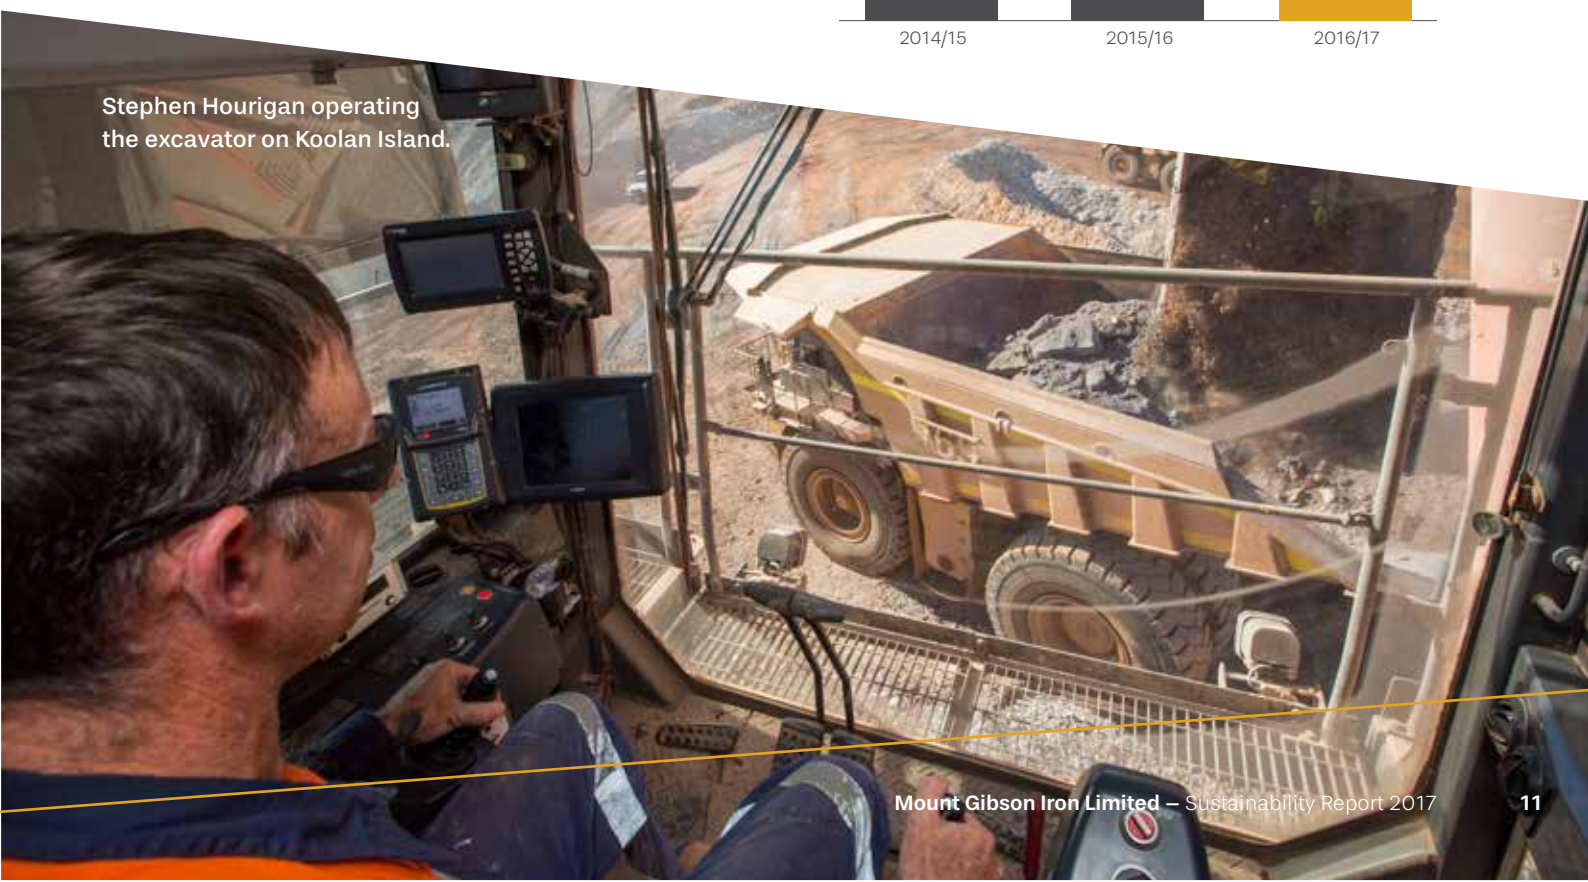 2014/15 2015/16 2016/17
Stephen Hourigan operating
the excavator on Koolan Island.
Mount Gibson Iron Limited – Sustainability Report 2017 11